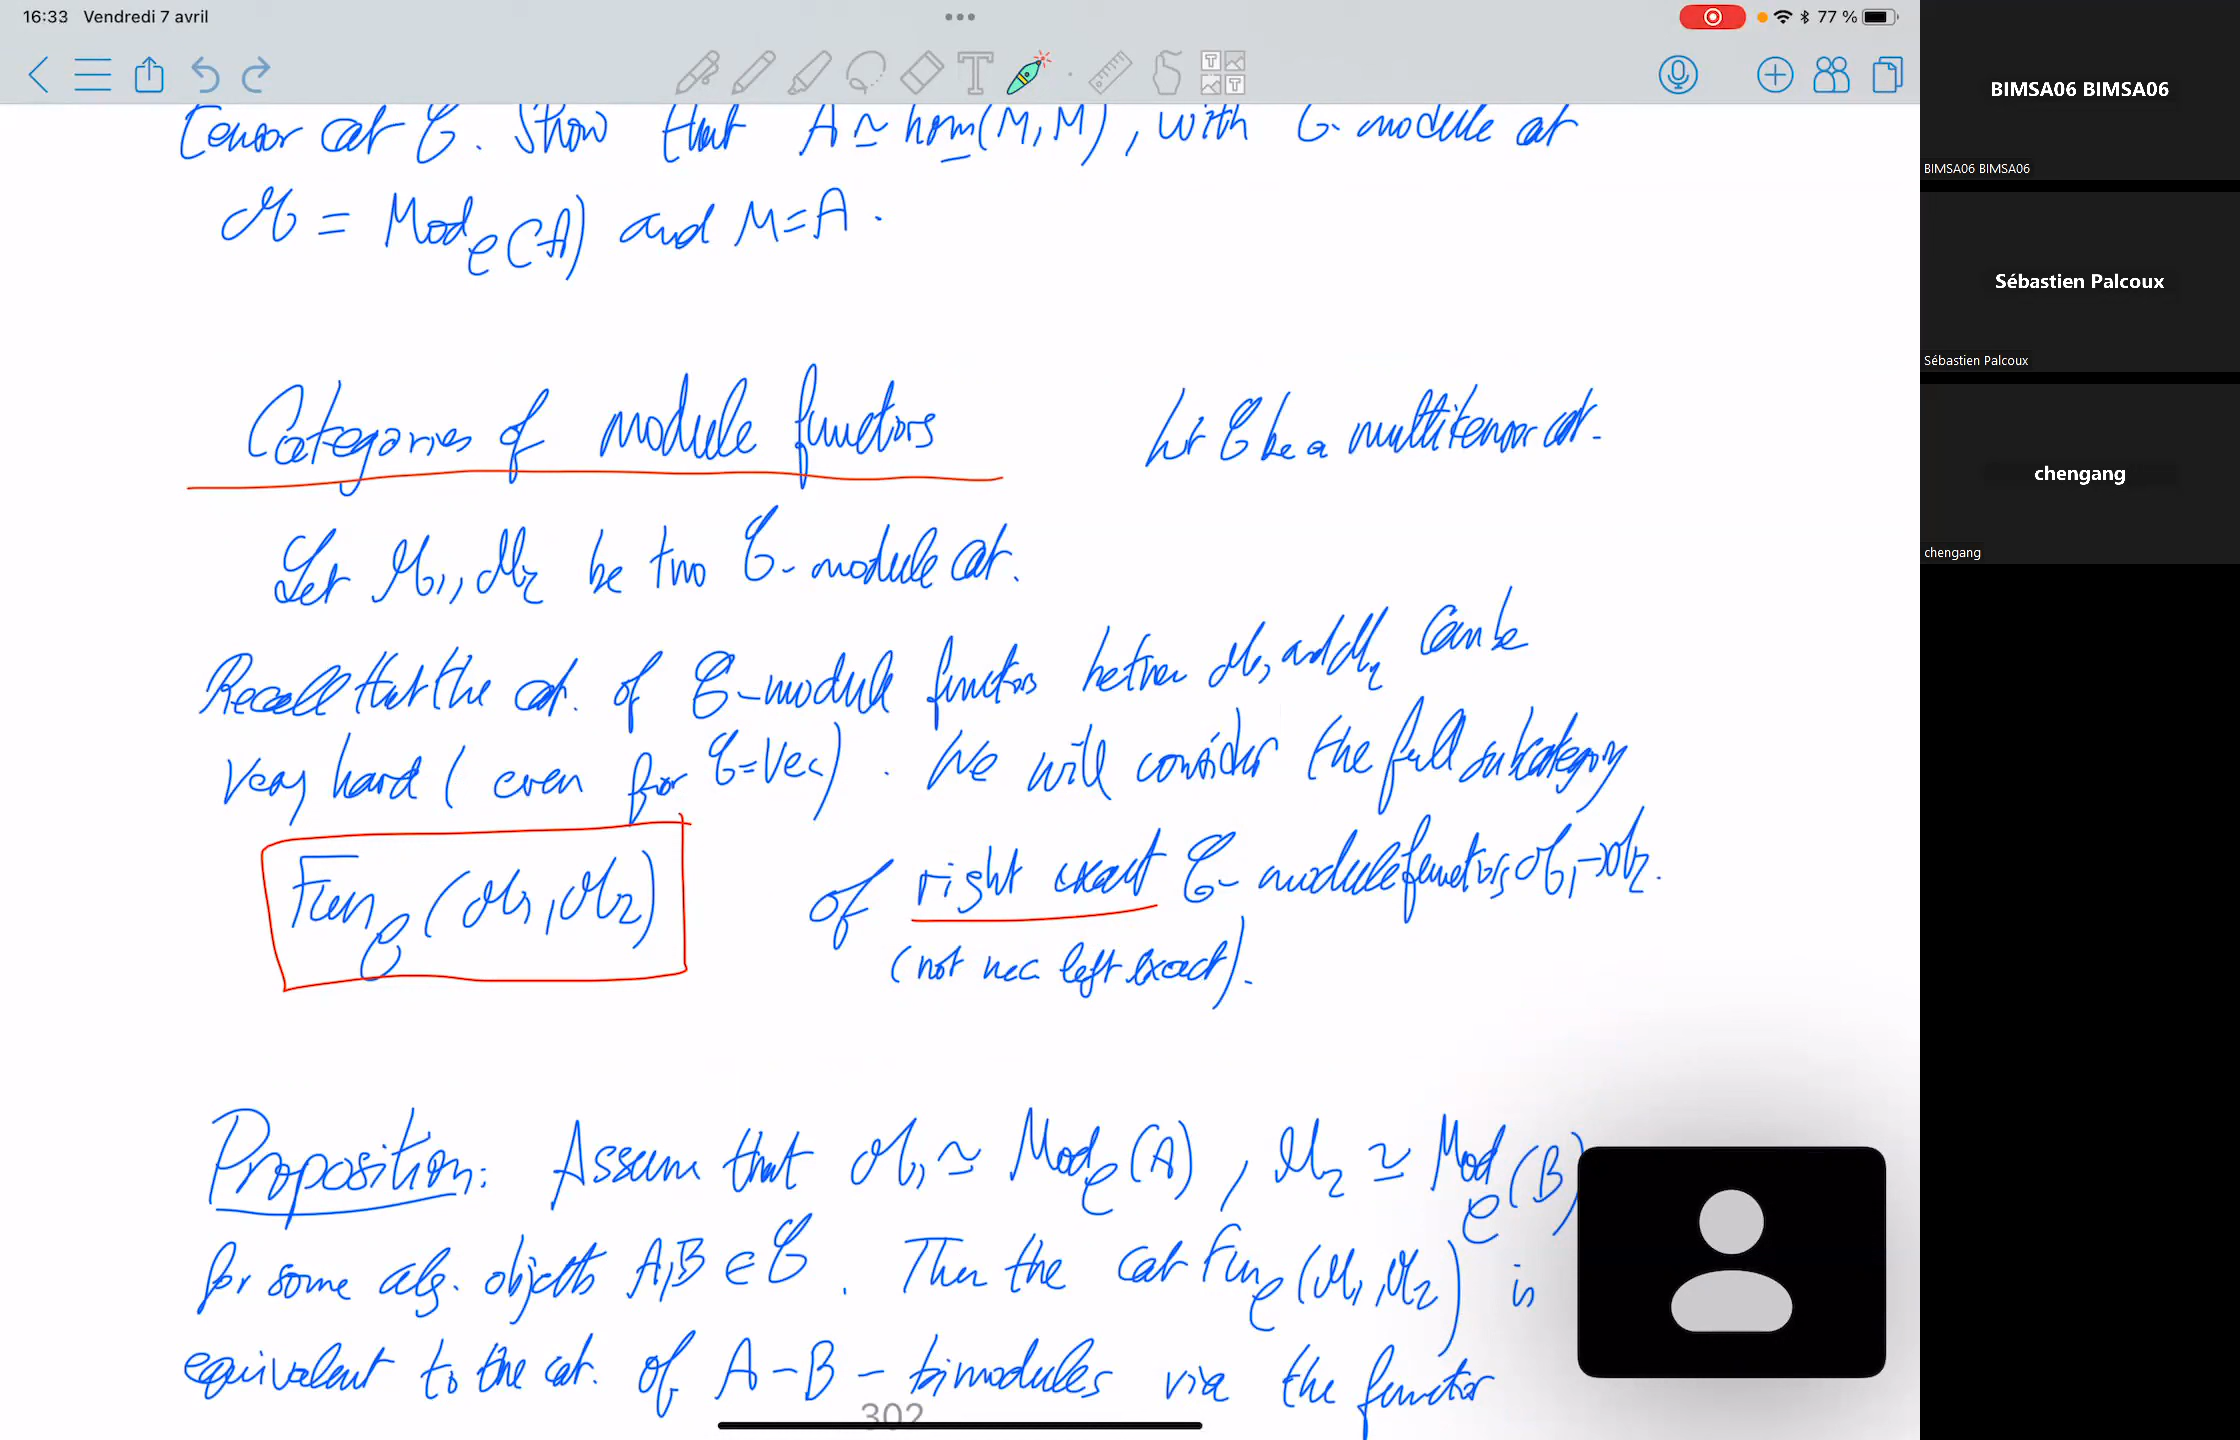 16:33 Vendredi 7 avril
77 %
BIMSA06 BIMSA06
BIMSA06 BIMSA06
Sébastien Palcoux
Sébastien Palcoux
chengang
chengang
tensor cat 𝒞. Show that A ≃ hom(M,M), with 𝒞-module cat
ℳ = Mod_𝒞(A) and M=A.
Categories of module functors Let 𝒞 be a multitensor cat.
Let ℳ₁, ℳ₂ be two 𝒞-module cat.
Recall that the cat. of 𝒞-module functors between ℳ₁ and ℳ₂ can be
very hard (even for 𝒞=Vec). We will consider the full subcategory
Fun_𝒞(ℳ₁,ℳ₂) of right exact 𝒞-module functors ℳ₁→ℳ₂.
(not nec left exact).
Proposition: Assume that ℳ₁ ≃ Mod_𝒞(A), ℳ₂ ≃ Mod_𝒞(B)
for some alg. objects A,B ∈ 𝒞. Then the cat Fun_𝒞(ℳ₁,ℳ₂) is
equivalent to the cat. of A-B-bimodules via the functor
302